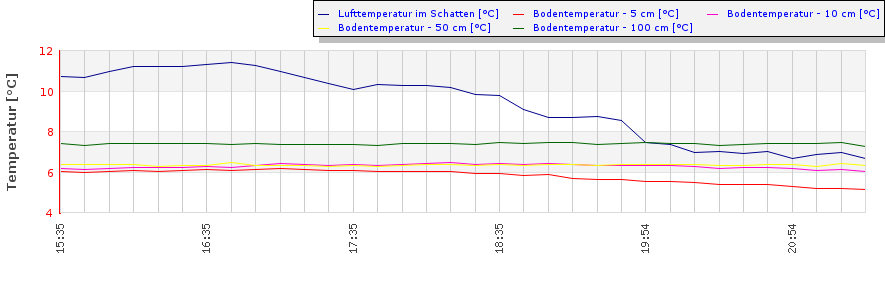 Lufttemperatur im Schatten [°C] Bodentemperatur - 5 cm [°C] Bodentemperatur - 10 cm [°C]
Bodentemperatur - 50 cm [°C] Bodentemperatur - 100 cm [°C]
Temperatur [°C]
12
10
8
6
4
15:35 16:35 17:35 18:35 19:54 20:54